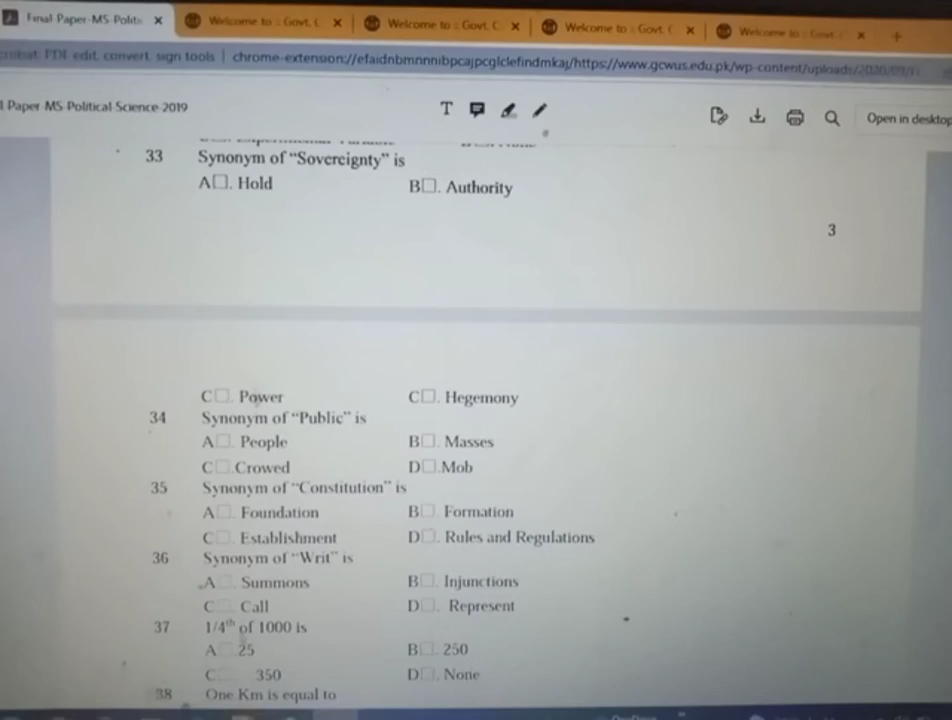 Final Paper-MS-Politi
Welcome to :: Govt. C
Welcome to :: Govt. C
Welcome to :: Govt. C
Welcome to :: Govt. C
PDF edit, convert, sign tools | chrome-extension://efaidnbmnnnibpcajpcglclefindmkaj/https://www.gcwus.edu.pk/wp-content/uploads/2020/09/
l Paper-MS-Political-Science-2019
T
Open in desktop
33 Synonym of "Sovereignty" is
A☐. Hold B☐. Authority
3
C☐. Power C☐. Hegemony
34 Synonym of "Public" is
A☐. People B☐. Masses
C☐.Crowed D☐.Mob
35 Synonym of "Constitution" is
A☐. Foundation B☐. Formation
C☐. Establishment D☐. Rules and Regulations
36 Synonym of "Writ" is
A☐. Summons B☐. Injunctions
C☐. Call D☐. Represent
37 1/4th of 1000 is
A☐ 25 B☐. 250
C☐ 350 D☐. None
38 One Km is equal to